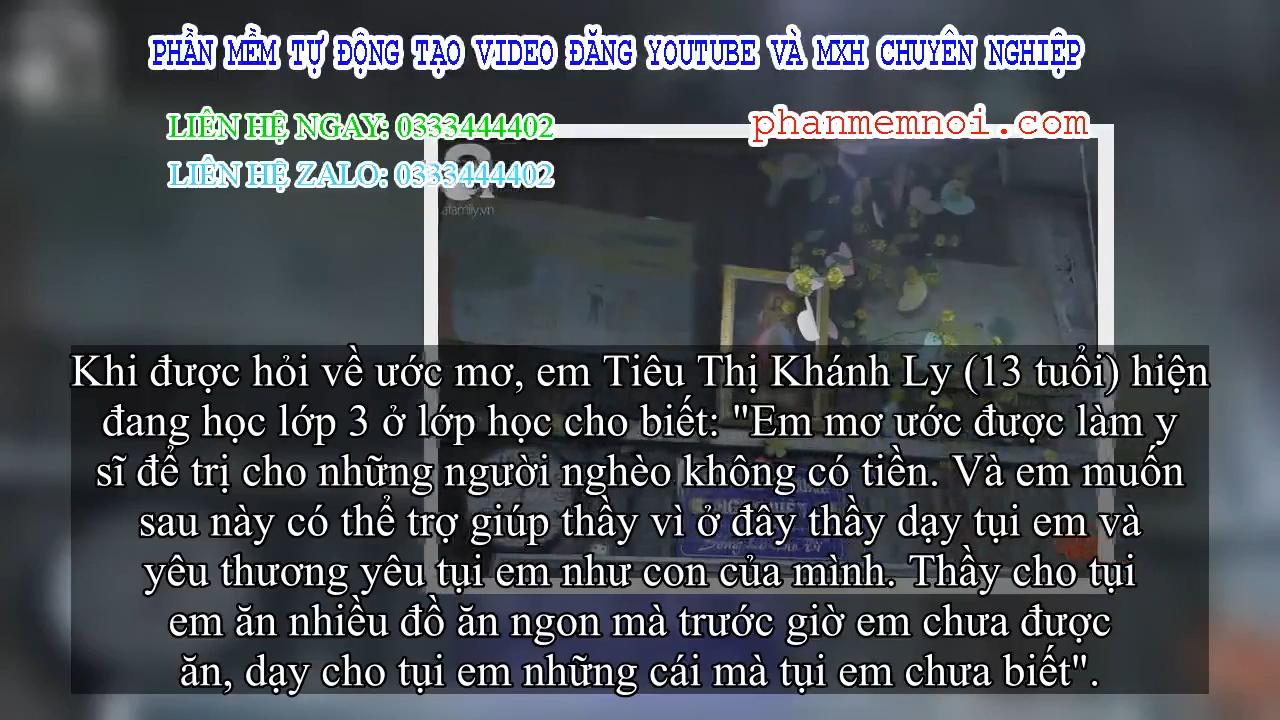 PHẦN MỀM TỰ ĐỘNG TẠO VIDEO ĐĂNG YOUTUBE VÀ MXH CHUYÊN NGHIỆP
LIÊN HỆ NGAY: 0333444402
phanmemnoi.com
LIÊN HỆ ZALO: 0333444402
afamily.vn
Khi được hỏi về ước mơ, em Tiêu Thị Khánh Ly (13 tuổi) hiện
đang học lớp 3 ở lớp học cho biết: "Em mơ ước được làm y
sĩ để trị cho những người nghèo không có tiền. Và em muốn
sau này có thể trợ giúp thầy vì ở đây thầy dạy tụi em và
yêu thương yêu tụi em như con của mình. Thầy cho tụi
em ăn nhiều đồ ăn ngon mà trước giờ em chưa được
ăn, dạy cho tụi em những cái mà tụi em chưa biết".